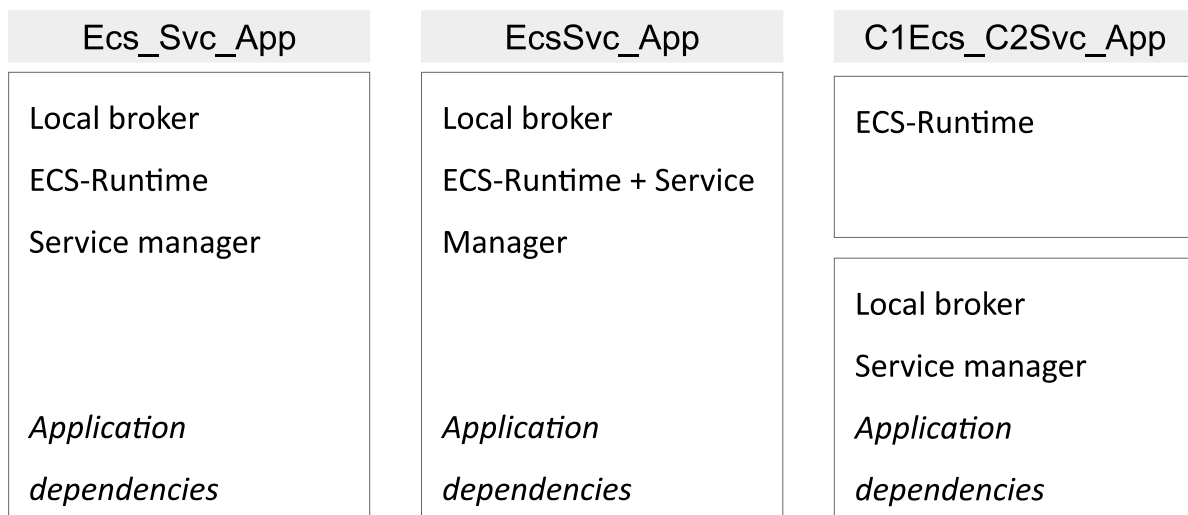 Ecs_Svc_App
Local broker
ECS-Runtime
Service manager
Application
dependencies
EcsSvc_App
Local broker
ECS-Runtime + Service
Manager
Application
dependencies
C1Ecs_C2Svc_App
ECS-Runtime
Local broker
Service manager
Application
dependencies